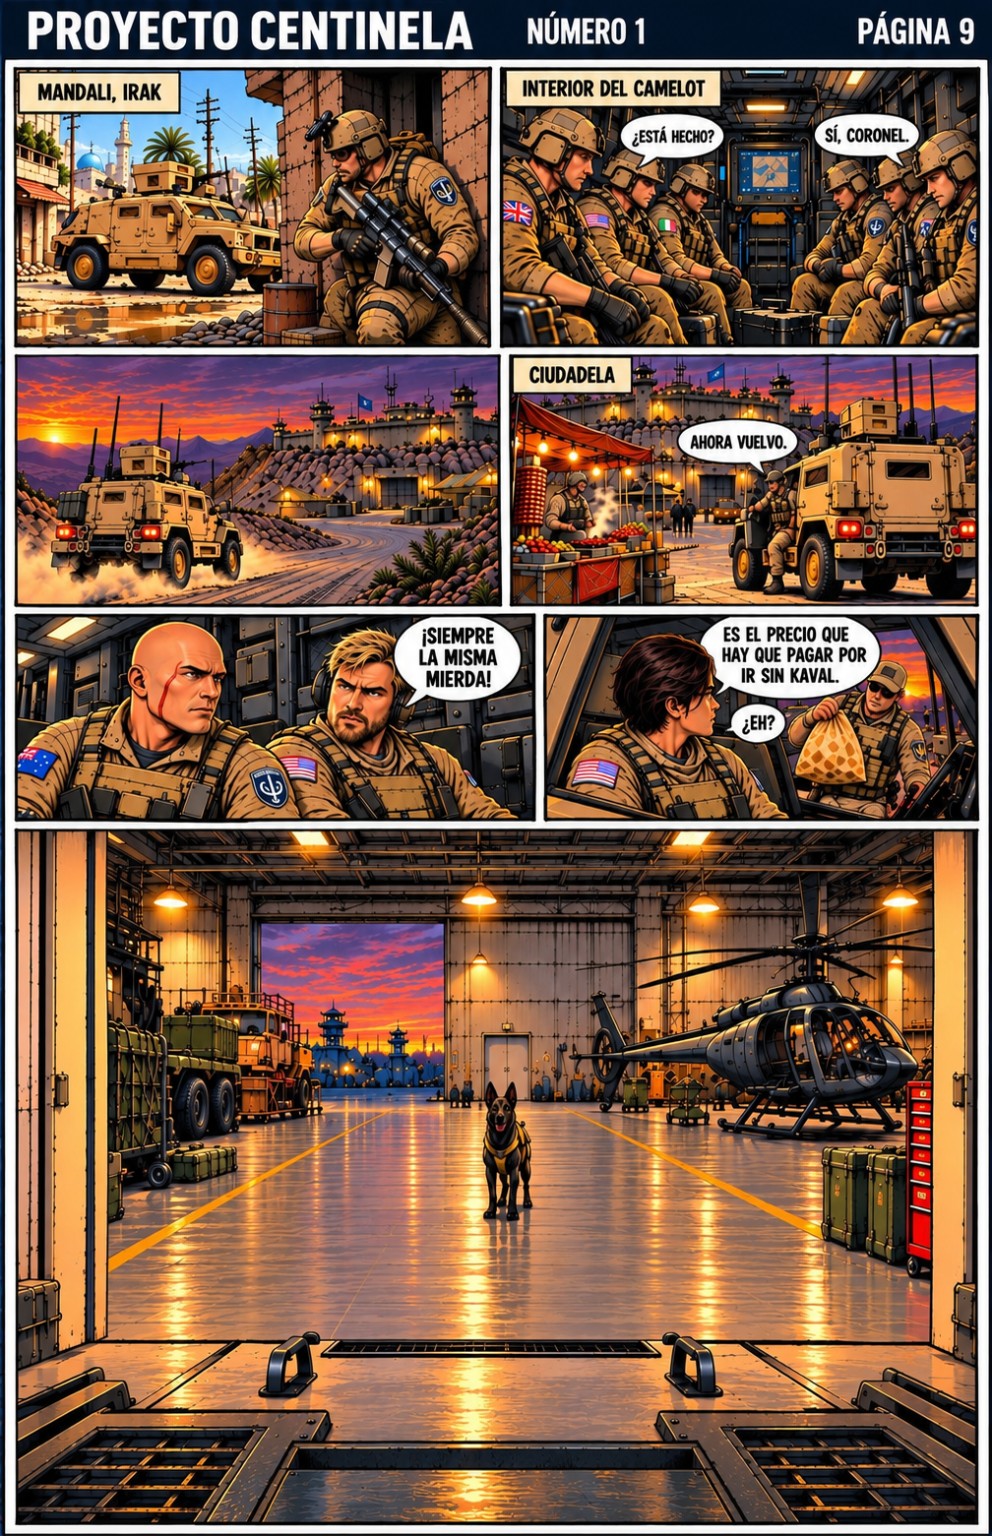 PROYECTO CENTINELA
NÚMERO 1
PÁGINA 9
MANDALI, IRAK
INTERIOR DEL CAMELOT
¿ESTÁ HECHO?
SÍ, CORONEL.
CIUDADELA
AHORA VUELVO.
¡SIEMPRE
LA MISMA
MIERDA!
ES EL PRECIO QUE
HAY QUE PAGAR POR
IR SIN KAVAL.
¿EH?